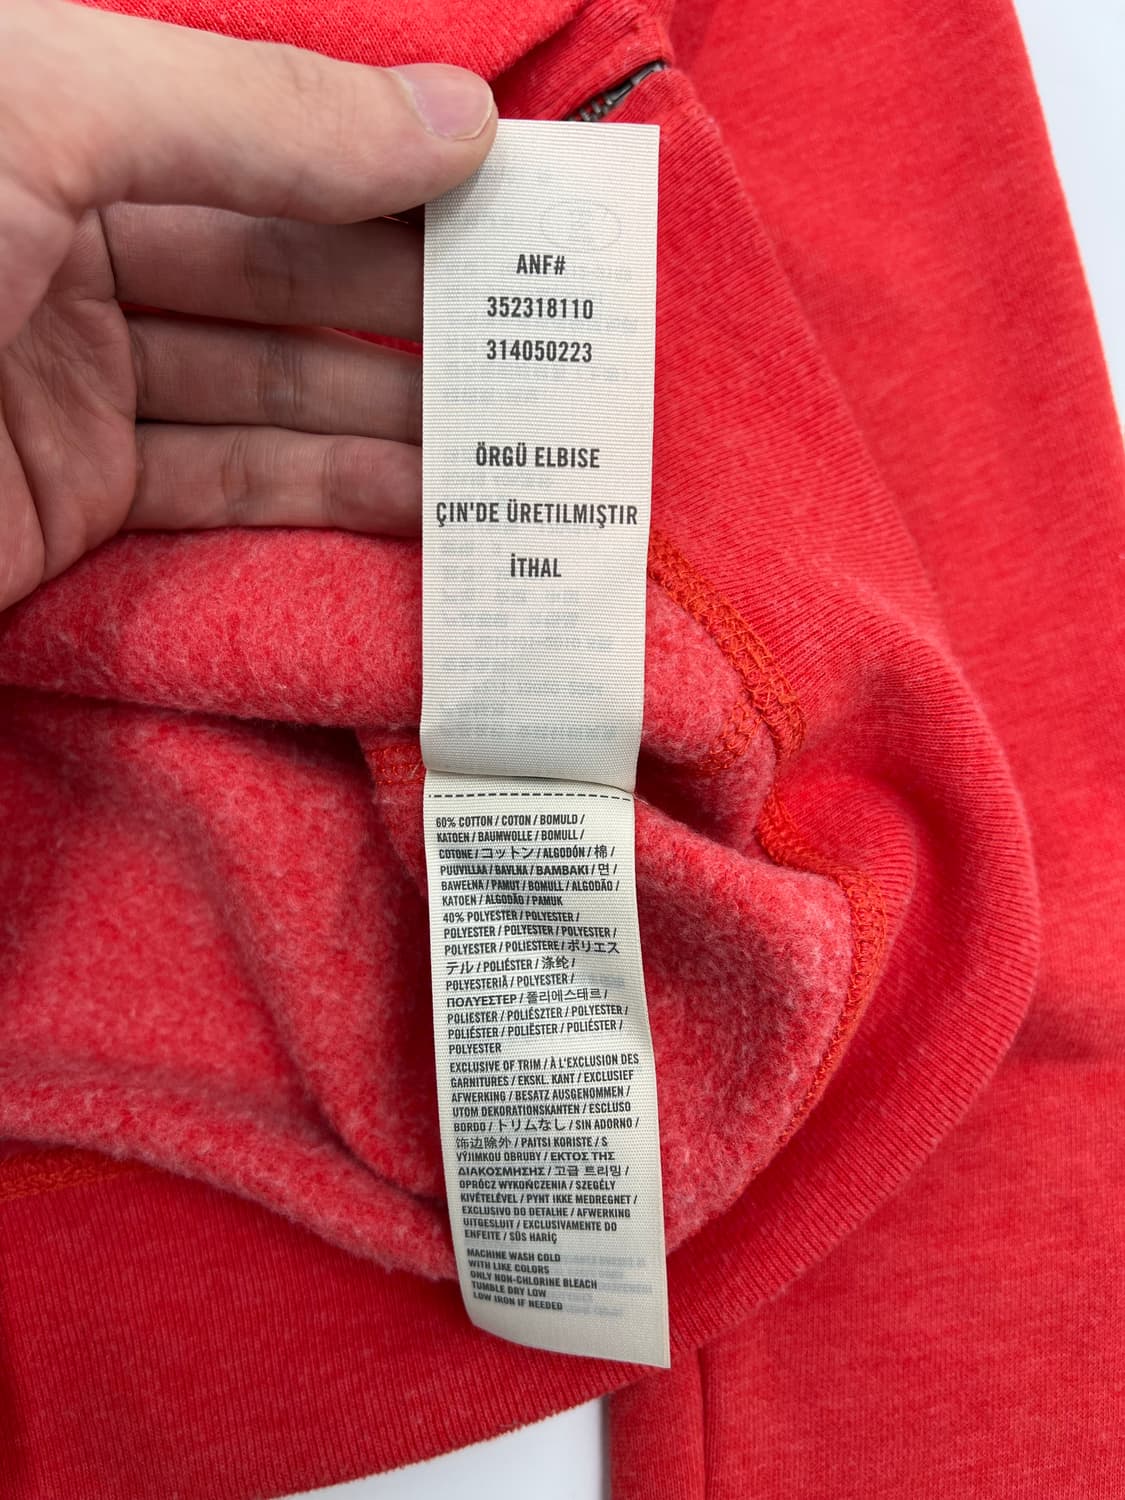 ANF#
352318110
314050223
ÖRGÜ ELBISE
ÇIN'DE ÜRETILMIŞTIR
İTHAL
60% COTTON / COTON / BOMULD /
KATOEN / BAUMWOLLE / BOMULL /
COTONE / コットン / ALGODÓN / 棉 /
PUUVILLAA / BAVLNA / ΒΑΜΒΑΚΙ / 면 /
BAWEŁNA / PAMUT / BOMULL / ALGODÃO /
KATOEN / ALGODÃO / PAMUK
40% POLYESTER / POLYESTER /
POLYESTER / POLYESTER / POLYESTER /
POLYESTER / POLIESTERE / ポリエス
テル / POLIÉSTER / 涤纶 /
POLYESTERIÄ / POLYESTER /
ΠΟΛΥΕΣΤΕΡ / 폴리에스테르 /
POLIESTER / POLIÉSZTER / POLYESTER /
POLIÉSTER / POLIËSTER / POLIÉSTER /
POLYESTER
EXCLUSIVE OF TRIM / À L'EXCLUSION DES
GARNITURES / EKSKL. KANT / EXCLUSIEF
AFWERKING / BESATZ AUSGENOMMEN /
UTOM DEKORATIONSKANTEN / ESCLUSO
BORDO / トリムなし / SIN ADORNO /
饰边除外 / PAITSI KORISTE / S
VÝJIMKOU OBRUBY / ΕΚΤΟΣ ΤΗΣ
ΔΙΑΚΟΣΜΗΣΗΣ / 고급 트리밍 /
OPRÓCZ WYKOŃCZENIA / SZEGÉLY
KIVÉTELÉVEL / PYNT IKKE MEDREGNET /
EXCLUSIVO DO DETALHE / AFWERKING
UITGESLUIT / EXCLUSIVAMENTE DO
ENFEITE / SÜS HARİÇ
MACHINE WASH COLD
WITH LIKE COLORS
ONLY NON-CHLORINE BLEACH
TUMBLE DRY LOW
LOW IRON IF NEEDED